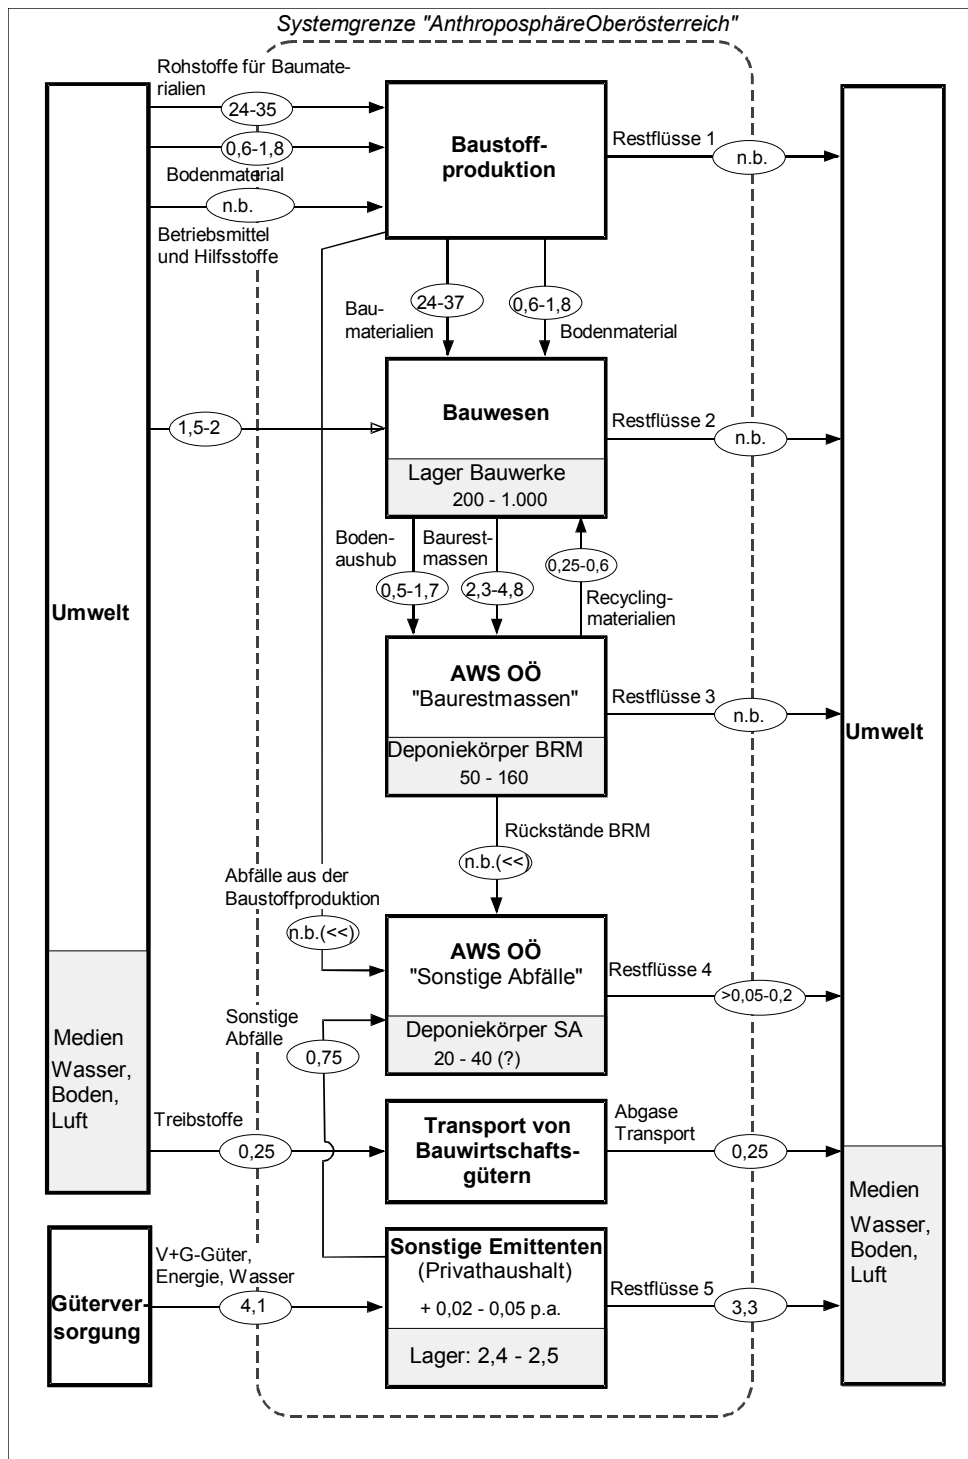 Systemgrenze "AnthroposphäreOberösterreich"
Rohstoffe für Baumate-
rialien
24-35
0,6-1,8
Bodenmaterial
n.b.
Betriebsmittel
und Hilfsstoffe
Baustoff-
produktion
Restflüsse 1
n.b.
24-37
Bau-
materialien
0,6-1,8
Bodenmaterial
1,5-2
Bauwesen
Lager Bauwerke
200 - 1.000
Restflüsse 2
n.b.
Boden-
aushub
0,5-1,7
Baurest-
massen
2,3-4,8
0,25-0,6
Recycling-
materialien
Umwelt
AWS OÖ
"Baurestmassen"
Deponiekörper BRM
50 - 160
Restflüsse 3
n.b.
Umwelt
Rückstände BRM
n.b.(<<)
Abfälle aus der
Baustoffproduktion
n.b.(<<)
AWS OÖ
"Sonstige Abfälle"
Deponiekörper SA
20 - 40 (?)
Restflüsse 4
>0,05-0,2
Sonstige
Abfälle
0,75
Medien
Wasser,
Boden,
Luft
Treibstoffe
0,25
Transport von
Bauwirtschafts-
gütern
Abgase
Transport
0,25
Medien
Wasser,
Boden,
Luft
Güterver-
sorgung
V+G-Güter,
Energie, Wasser
4,1
Sonstige Emittenten
(Privathaushalt)
+ 0,02 - 0,05 p.a.
Lager: 2,4 - 2,5
Restflüsse 5
3,3